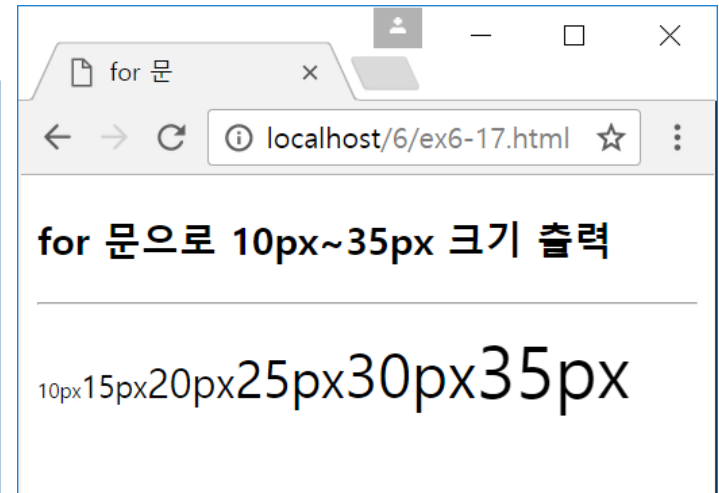 for 문
localhost/6/ex6-17.html
for 문으로 10px~35px 크기 출력
10px15px20px25px30px35px